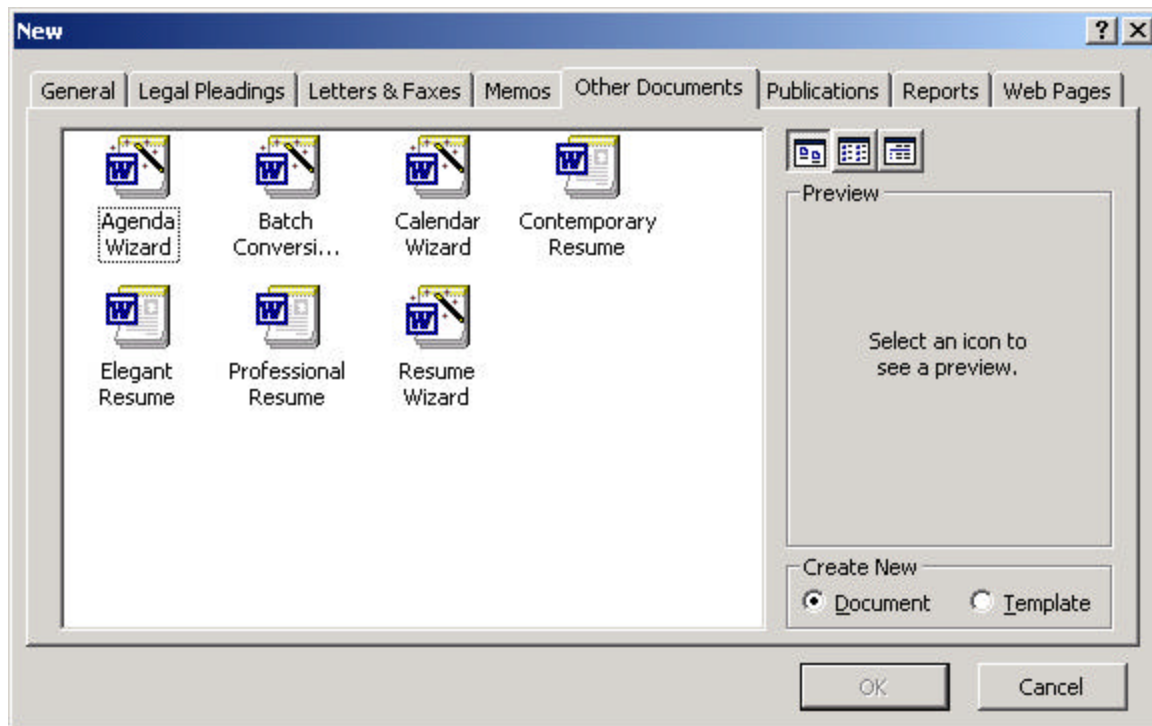 New
General Legal Pleadings Letters & Faxes Memos Other Documents Publications Reports Web Pages
Agenda Wizard
Batch Conversi...
Calendar Wizard
Contemporary Resume
Elegant Resume
Professional Resume
Resume Wizard
Preview
Select an icon to
see a preview.
Create New
Document Template
OK Cancel